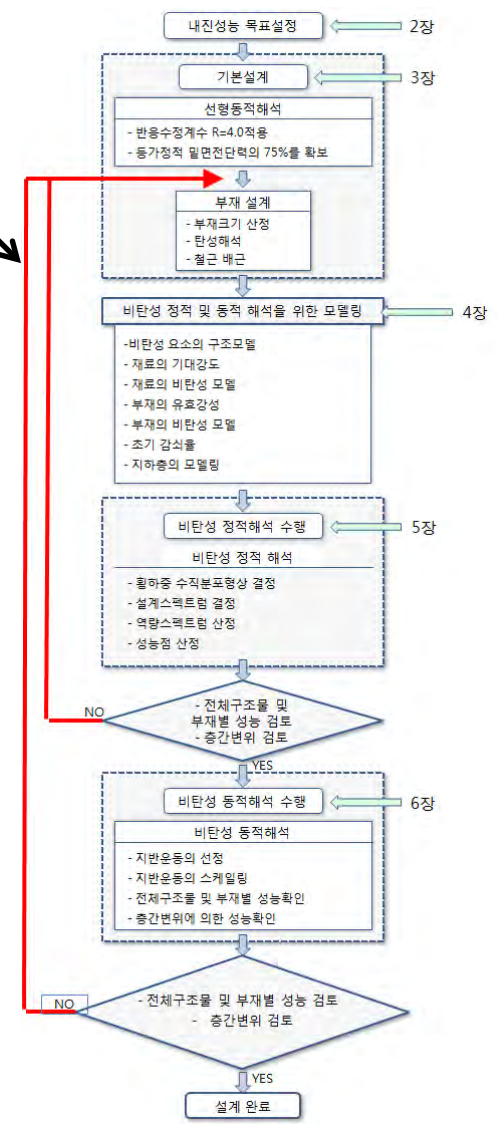 내진성능 목표설정
2장
기본설계
3장
선형동적해석
- 반응수정계수 R=4.0적용
- 등가정적 밑면전단력의 75%를 확보
부재 설계
- 부재크기 산정
- 탄성해석
- 철근 배근
비탄성 정적 및 동적 해석을 위한 모델링
4장
-비탄성 요소의 구조모델
- 재료의 기대강도
- 재료의 비탄성 모델
- 부재의 유효강성
- 부재의 비탄성 모델
- 초기 감쇠율
- 지하층의 모델링
비탄성 정적해석 수행
5장
비탄성 정적 해석
- 횡하중 수직분포형상 결정
- 설계스펙트럼 결정
- 역량스펙트럼 산정
- 성능점 산정
NO
- 전체구조물 및
부재별 성능 검토
- 층간변위 검토
YES
비탄성 동적해석 수행
6장
비탄성 동적해석
- 지반운동의 선정
- 지반운동의 스케일링
- 전체구조물 및 부재별 성능확인
- 층간변위에 의한 성능확인
NO
- 전체구조물 및 부재별 성능 검토
- 층간변위 검토
YES
설계 완료